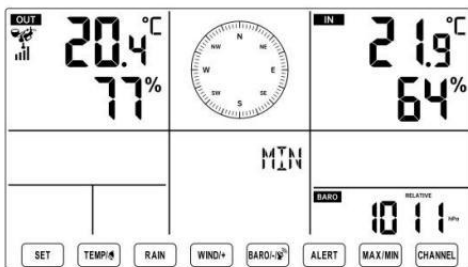 OUT 20.4 °C
77%
N
NW NE
W E
SW SE
S
IN 21.9 °C
64%
MIN
BARO RELATIVE
1011 hPa
SET TEMP/ RAIN WIND/+ BARO/-/ ALERT MAX/MIN CHANNEL